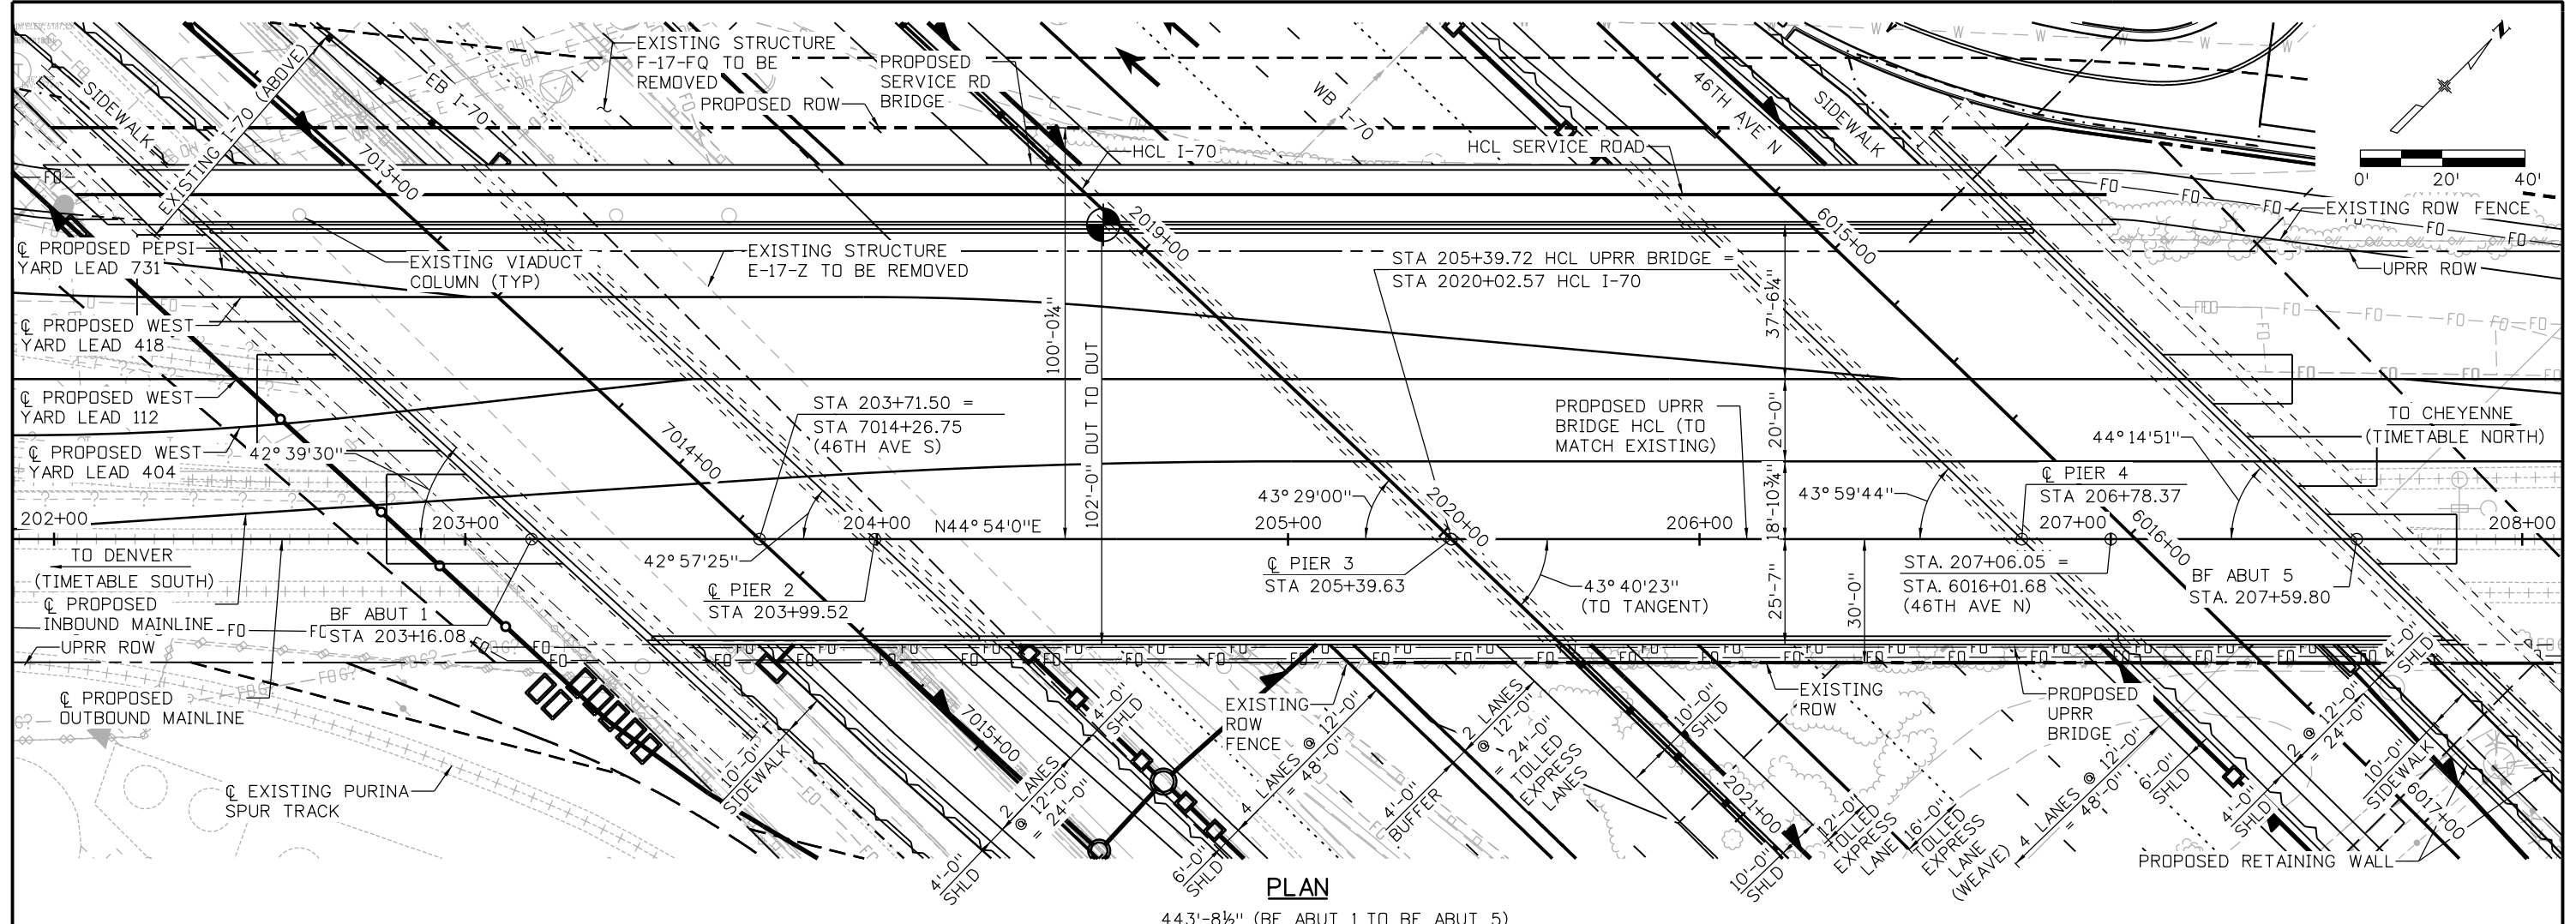 EXISTING STRUCTURE
F-17-FQ TO BE
REMOVED
PROPOSED
SERVICE RD
BRIDGE
PROPOSED ROW
SIDEWALK
EXISTING I-70 (ABOVE)
EB I-70
WB I-70
46TH AVE N
SIDEWALK
N
0' 20' 40'
7013+00
HCL I-70
HCL SERVICE ROAD
2019+00
6015+00
EXISTING ROW FENCE
UPRR ROW
℄ PROPOSED PEPSI
YARD LEAD 731
EXISTING VIADUCT
COLUMN (TYP)
EXISTING STRUCTURE
E-17-Z TO BE REMOVED
STA 205+39.72 HCL UPRR BRIDGE =
STA 2020+02.57 HCL I-70
℄ PROPOSED WEST
YARD LEAD 418
100'-0¼"
102'-0" OUT TO OUT
37'-6¼"
20'-0"
18'-10¾"
25'-7"
30'-0"
℄ PROPOSED WEST
YARD LEAD 112
℄ PROPOSED WEST
YARD LEAD 404
42°39'30"
7014+00
STA 203+71.50 =
STA 7014+26.75
(46TH AVE S)
PROPOSED UPRR
BRIDGE HCL (TO
MATCH EXISTING)
TO CHEYENNE
(TIMETABLE NORTH)
44°14'51"
43°29'00"
2020+00
43°59'44"
℄ PIER 4
STA 206+78.37
202+00
203+00
204+00
N44°54'0"E
205+00
206+00
207+00
6016+00
208+00
TO DENVER
(TIMETABLE SOUTH)
42°57'25"
℄ PIER 2
STA 203+99.52
℄ PIER 3
STA 205+39.63
43°40'23"
(TO TANGENT)
STA. 207+06.05 =
STA. 6016+01.68
(46TH AVE N)
BF ABUT 5
STA. 207+59.80
℄ PROPOSED
INBOUND MAINLINE
BF ABUT 1
STA 203+16.08
UPRR ROW
℄ PROPOSED
OUTBOUND MAINLINE
℄ EXISTING PURINA
SPUR TRACK
10'-0"
SIDEWALK
7015+00
4'-0"
SHLD
2 LANES
@ 12'-0"
= 24'-0"
4'-0"
SHLD
EXISTING
ROW
FENCE
6'-0"
SHLD
4 LANES @ 12'-0"
= 48'-0"
4'-0"
BUFFER
2 LANES
@ 12'-0"
= 24'-0"
TOLLED
EXPRESS
LANES
10'-0"
SHLD
EXISTING
ROW
2021+00
10'-0"
SHLD
12'-0"
TOLLED
EXPRESS
LANE
16'-0"
TOLLED
EXPRESS
LANE
(WEAVE)
PROPOSED
UPRR
BRIDGE
4 LANES @ 12'-0"
= 48'-0"
6'-0"
SHLD
4'-0"
SHLD
2 @ 12'-0"
= 24'-0"
4'-0"
SHLD
10'-0"
SIDEWALK
6017+00
PROPOSED RETAINING WALL
PLAN
443'-8½" (BF ABUT 1 TO BF ABUT 5)